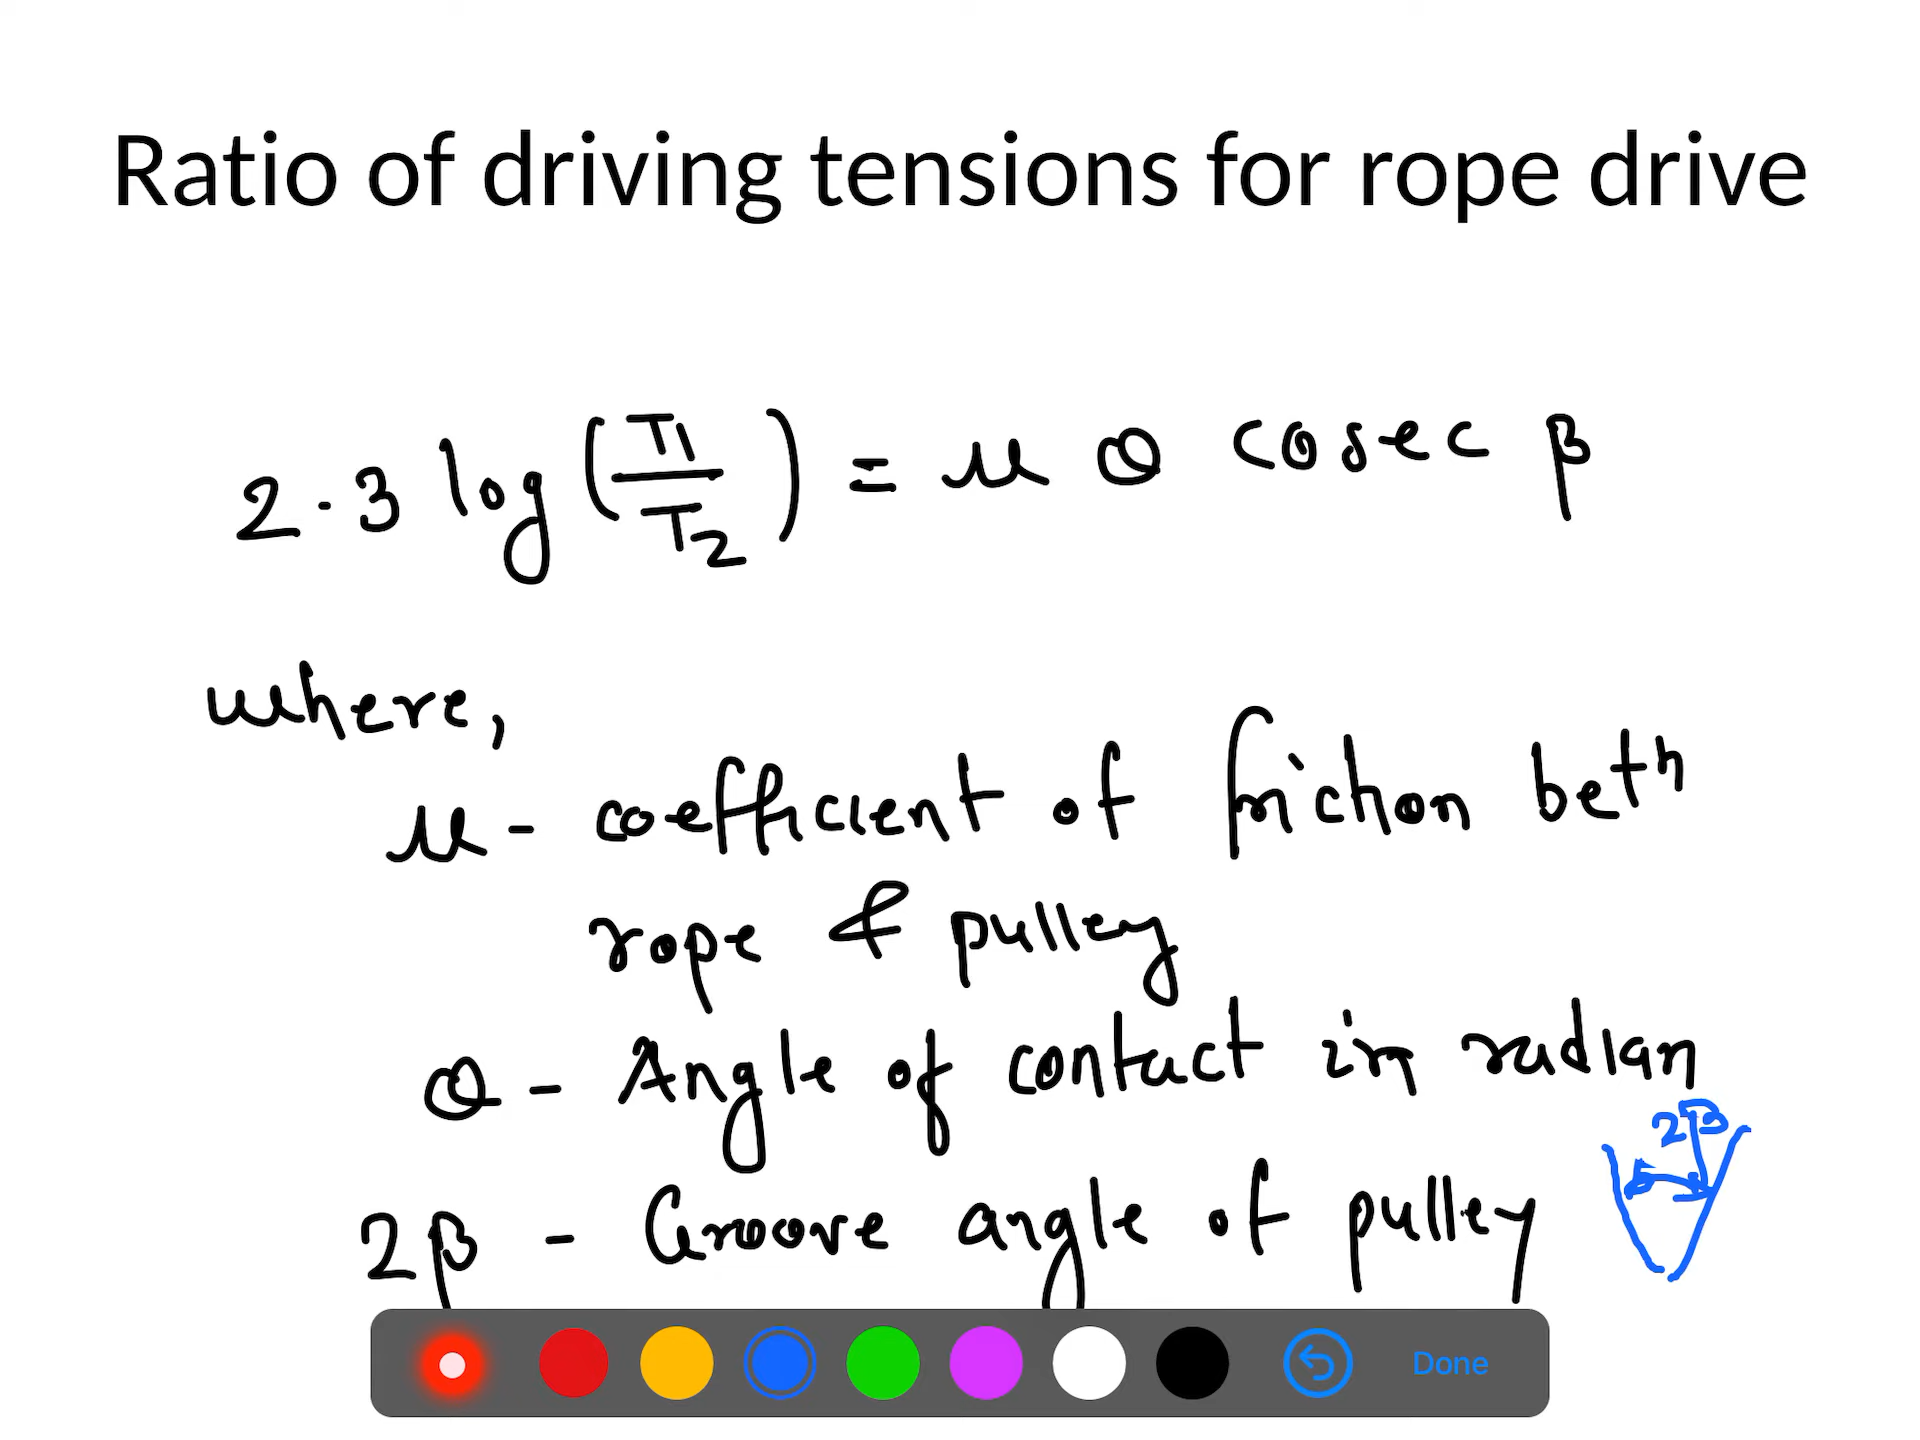 Ratio of driving tensions for rope drive
2.3 log (T1/T2) = μ θ cosec β
where,
μ - coefficient of friction beth
rope & pulley
θ - Angle of contact in radian
2β
2β - Groove angle of pulley
Done